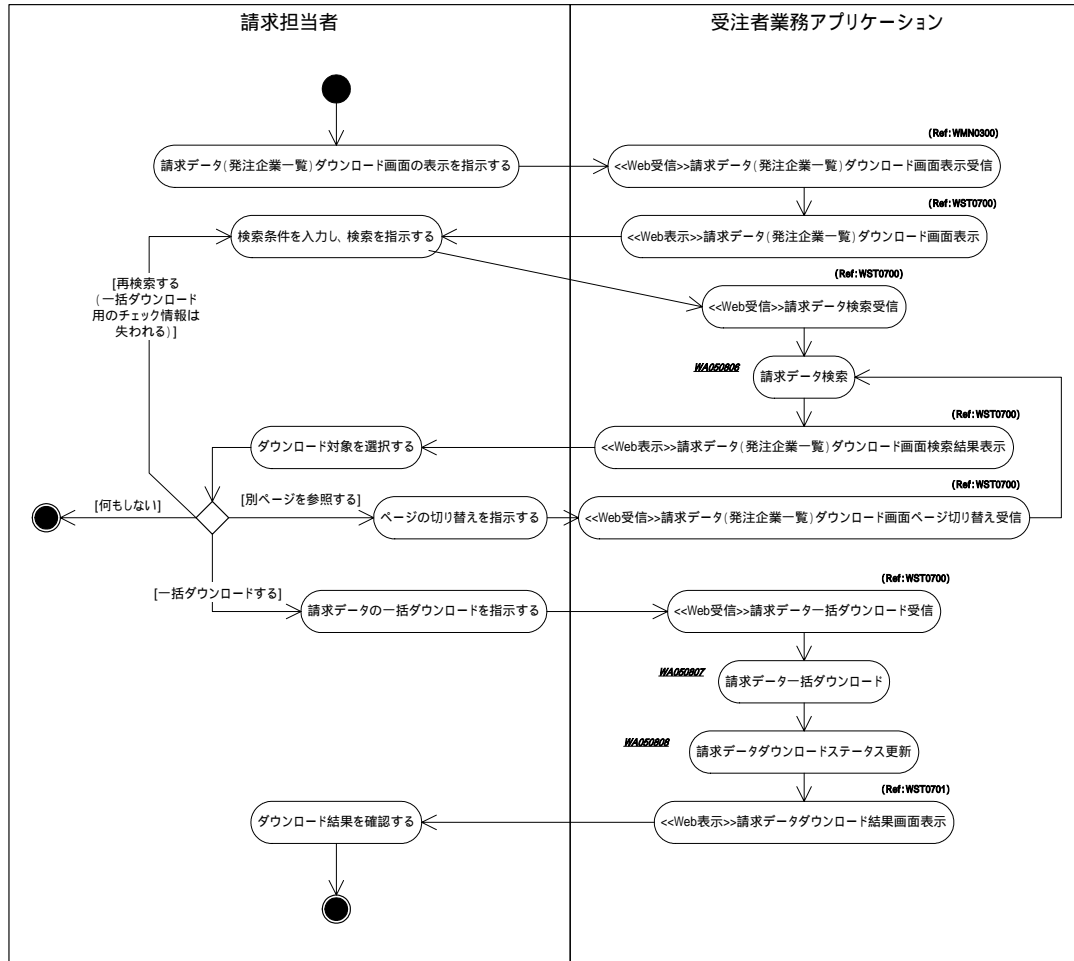 請求担当者
受注者業務アプリケーション
(Ref:WMN0300)
請求データ(発注企業一覧)ダウンロード画面の表示を指示する
<<Web受信>>請求データ(発注企業一覧)ダウンロード画面表示受信
(Ref:WST0700)
検索条件を入力し、検索を指示する
<<Web表示>>請求データ(発注企業一覧)ダウンロード画面表示
(Ref:WST0700)
[再検索する
(一括ダウンロード
用のチェック情報は
失われる)]
<<Web受信>>請求データ検索受信
WA050806
請求データ検索
(Ref:WST0700)
ダウンロード対象を選択する
<<Web表示>>請求データ(発注企業一覧)ダウンロード画面検索結果表示
(Ref:WST0700)
[何もしない]
[別ページを参照する]
ページの切り替えを指示する
<<Web受信>>請求データ(発注企業一覧)ダウンロード画面ページ切り替え受信
(Ref:WST0700)
[一括ダウンロードする]
請求データの一括ダウンロードを指示する
<<Web受信>>請求データ一括ダウンロード受信
WA050807
請求データ一括ダウンロード
WA050808
請求データダウンロードステータス更新
(Ref:WST0701)
ダウンロード結果を確認する
<<Web表示>>請求データダウンロード結果画面表示